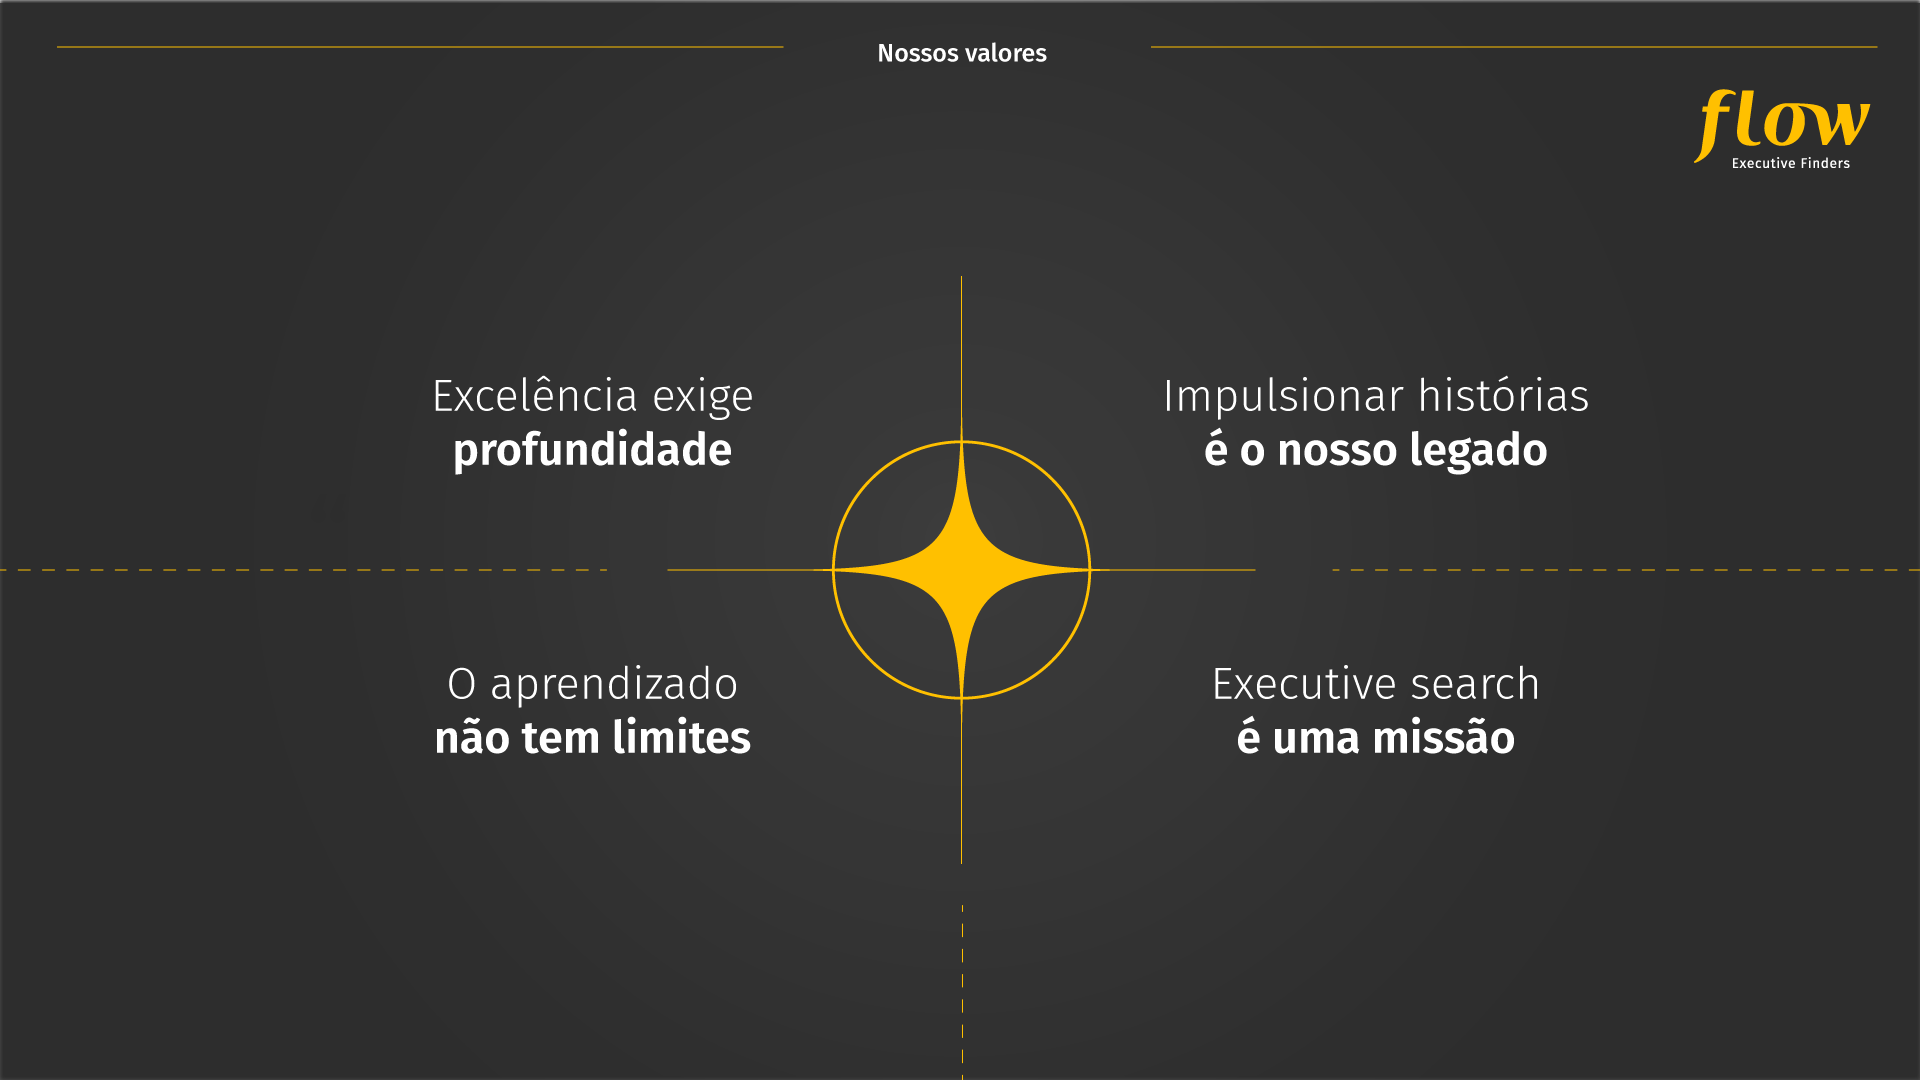 Nossos valores
flow
Executive Finders
Excelência exige
profundidade
Impulsionar histórias
é o nosso legado
O aprendizado
não tem limites
Executive search
é uma missão